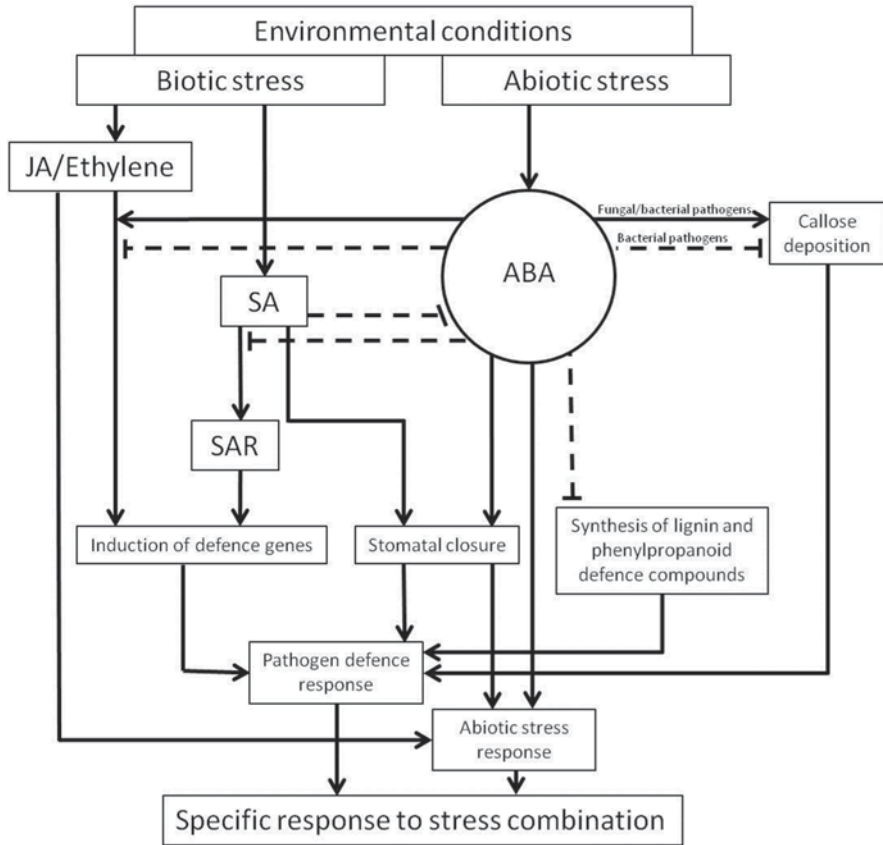 Environmental conditions
Biotic stress
Abiotic stress
JA/Ethylene
Fungal/bacterial pathogens
Bacterial pathogens
Callose
deposition
ABA
SA
SAR
Induction of defence genes
Stomatal closure
Synthesis of lignin and
phenylpropanoid
defence compounds
Pathogen defence
response
Abiotic stress
response
Specific response to stress combination